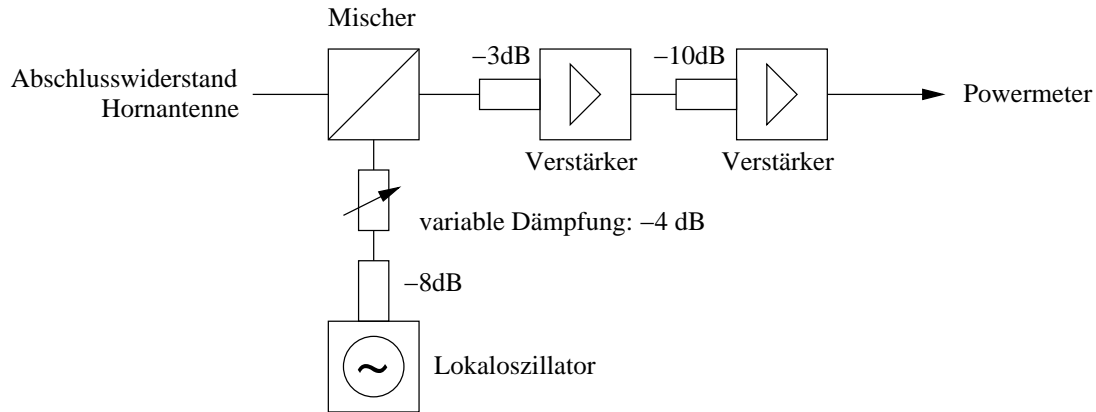 Mischer
Abschlusswiderstand
Hornantenne
−3dB
−10dB
Powermeter
Verstärker
Verstärker
variable Dämpfung: −4 dB
−8dB
~
Lokaloszillator